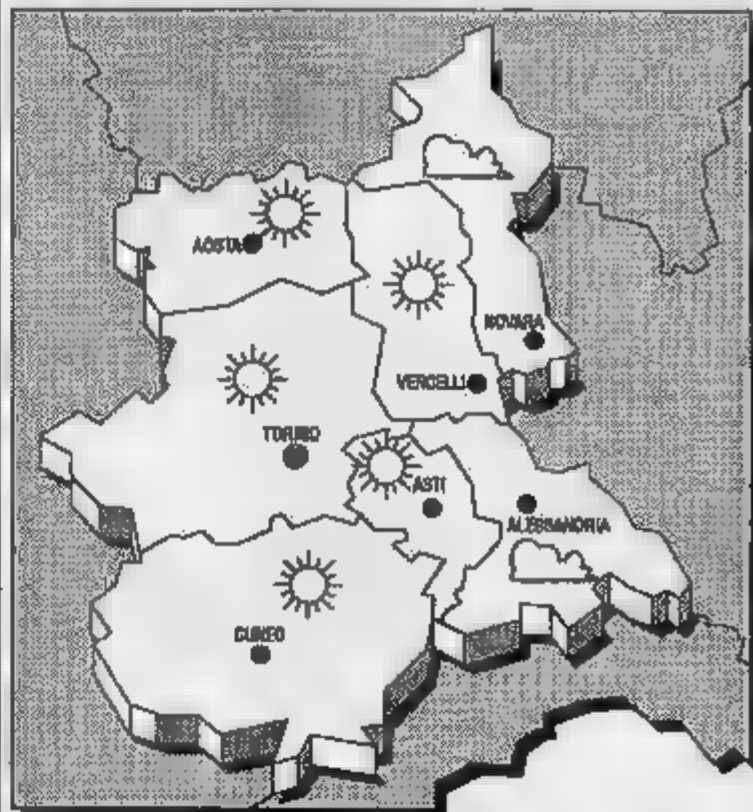 AOSTA
NOVARA
VERCELLI
TORINO
ASTI
ALESSANDRIA
CUNEO